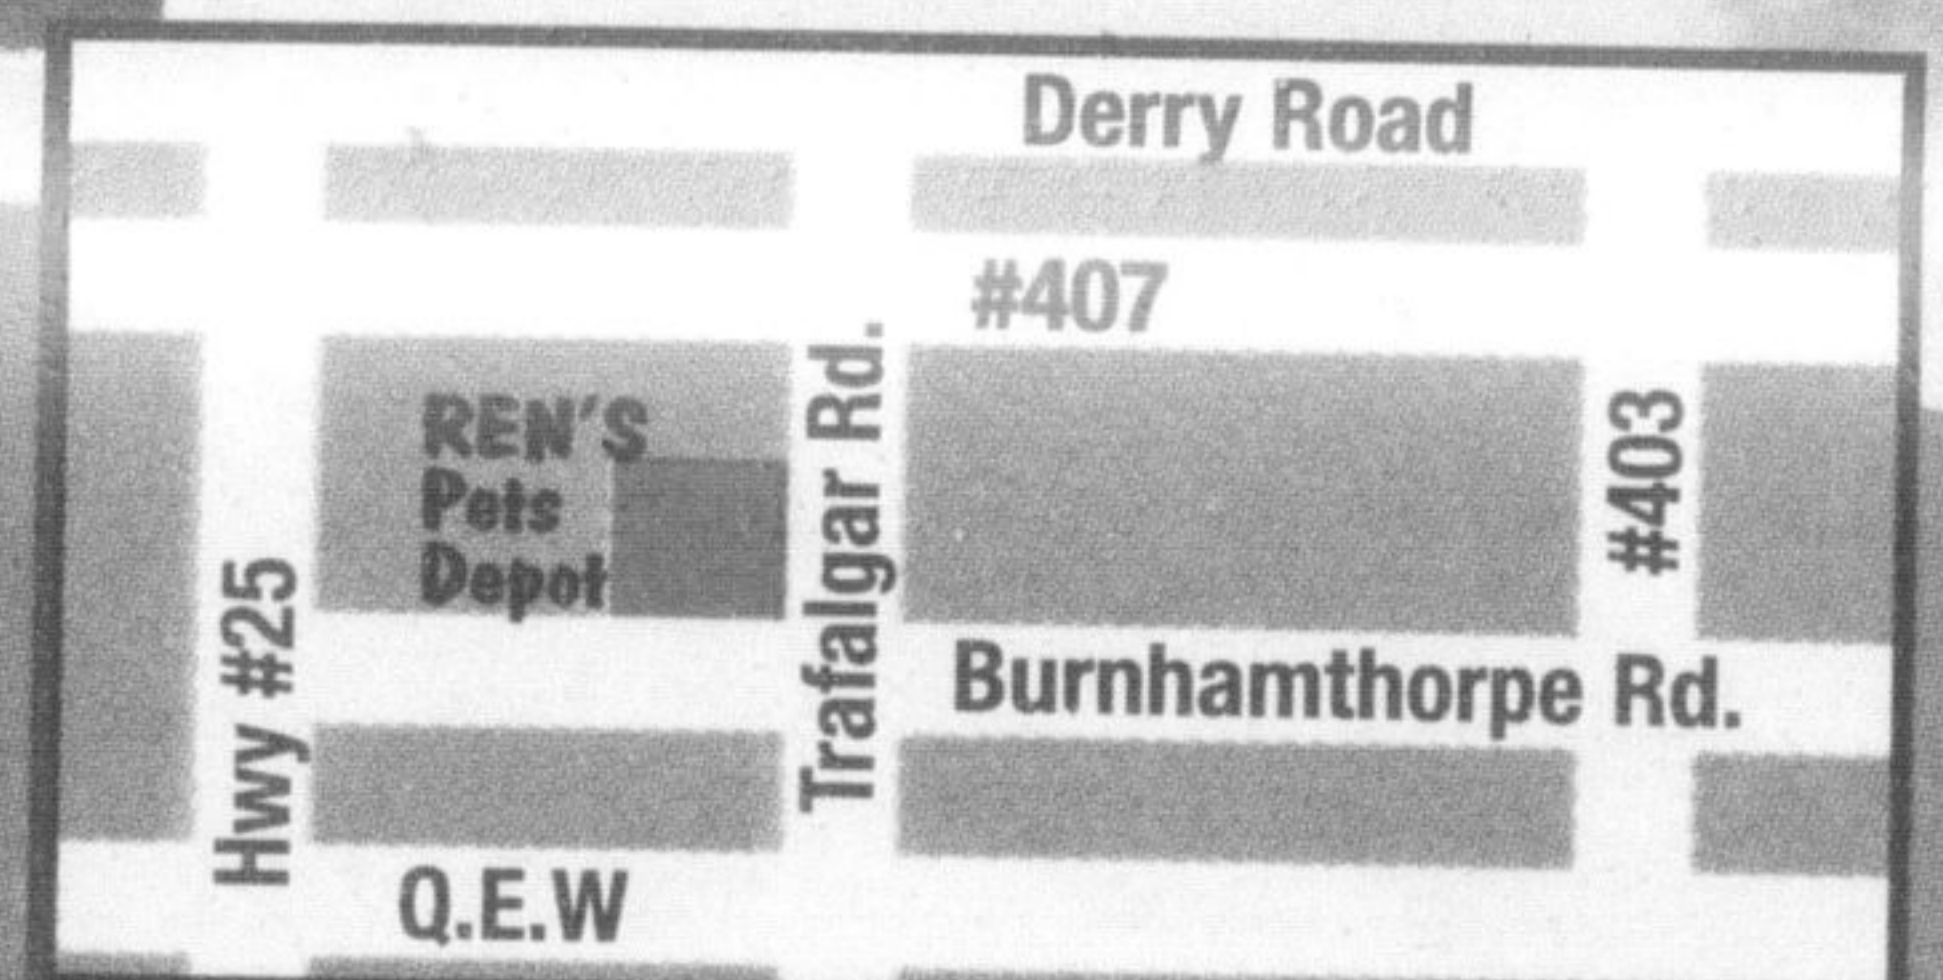 Derry Road
#407
REN'S
Pets
Depot
Trafalgar Rd.
#403
Hwy #25
Burnhamthorpe Rd.
Q.E.W